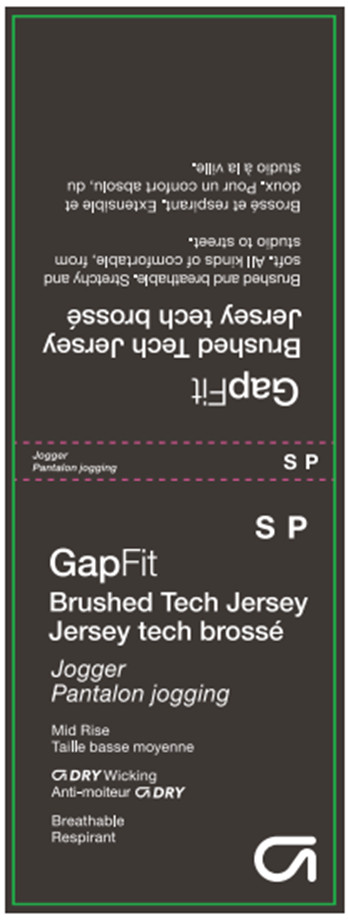 GapFit
Brushed Tech Jersey
Jersey tech brossé
Brushed and breathable. Stretchy and
soft. All kinds of comfortable, from
studio to street.
Brossé et respirant. Extensible et
doux. Pour un confort absolu, du
studio à la ville.
Jogger
Pantalon jogging
S P
S P
GapFit
Brushed Tech Jersey
Jersey tech brossé
Jogger
Pantalon jogging
Mid Rise
Taille basse moyenne
DRY Wicking
Anti-moiteur DRY
Breathable
Respirant